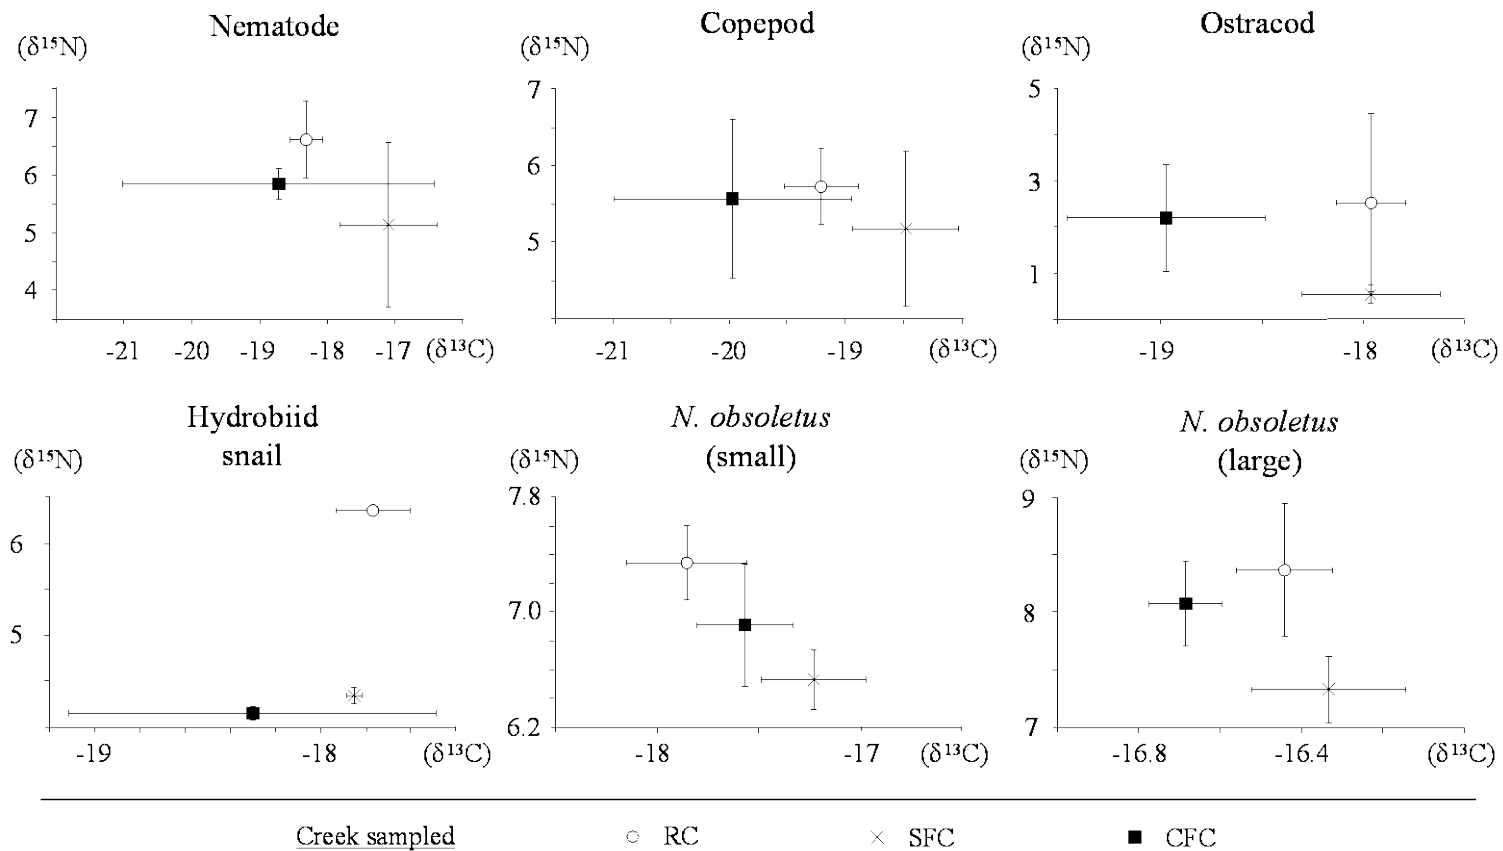 Nematode
(δ¹⁵N)
7
6
5
4
-21 -20 -19 -18 -17 (δ¹³C)
Copepod
(δ¹⁵N)
7
6
5
-21 -20 -19 (δ¹³C)
Ostracod
(δ¹⁵N)
5
3
1
-19 -18 (δ¹³C)
Hydrobiid
snail
(δ¹⁵N)
6
5
-19 -18 (δ¹³C)
N. obsoletus
(small)
(δ¹⁵N)
7.8
7.0
6.2
-18 -17 (δ¹³C)
N. obsoletus
(large)
(δ¹⁵N)
9
8
7
-16.8 -16.4 (δ¹³C)
Creek sampled RC SFC CFC